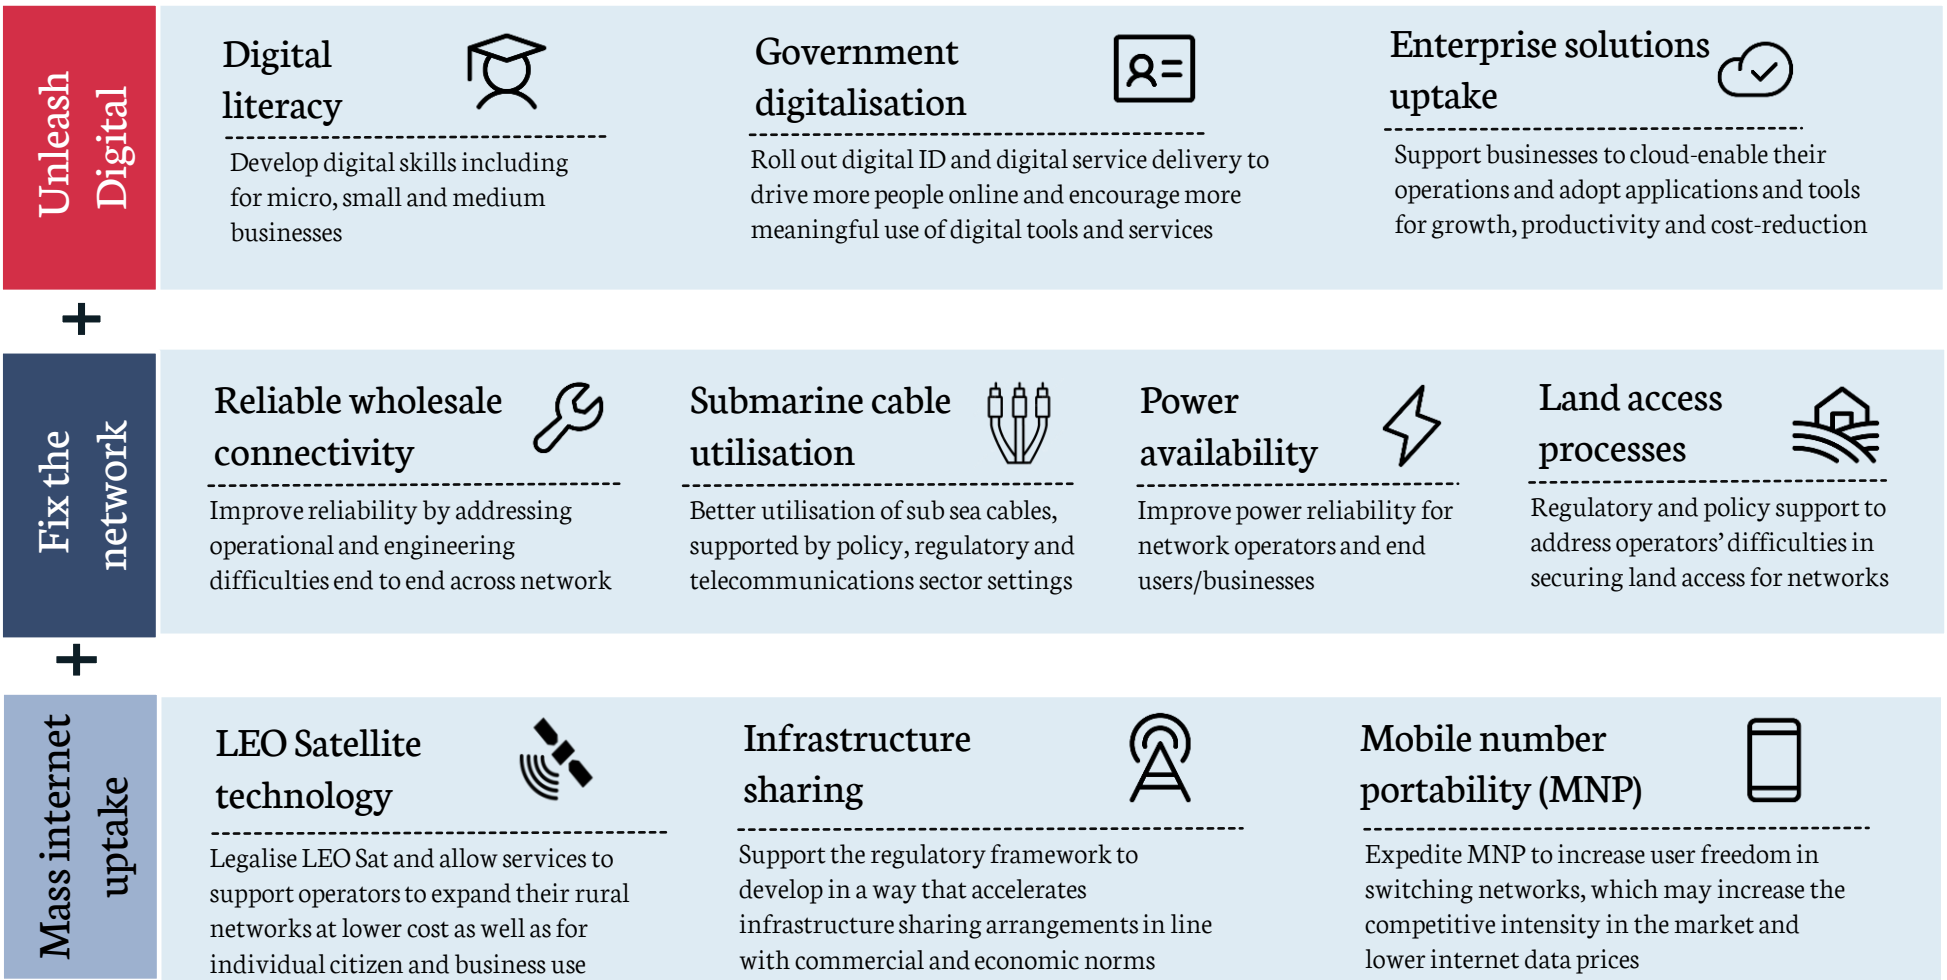 Unleash
Digital
Digital
literacy
Develop digital skills including
for micro, small and medium
businesses
Government
digitalisation
Roll out digital ID and digital service delivery to
drive more people online and encourage more
meaningful use of digital tools and services
Enterprise solutions
uptake
Support businesses to cloud-enable their
operations and adopt applications and tools
for growth, productivity and cost-reduction
+
Fix the
network
Reliable wholesale
connectivity
Improve reliability by addressing
operational and engineering
difficulties end to end across network
Submarine cable
utilisation
Better utilisation of sub sea cables,
supported by policy, regulatory and
telecommunications sector settings
Power
availability
Improve power reliability for
network operators and end
users/businesses
Land access
processes
Regulatory and policy support to
address operators’ difficulties in
securing land access for networks
+
Mass internet
uptake
LEO Satellite
technology
Legalise LEO Sat and allow services to
support operators to expand their rural
networks at lower cost as well as for
individual citizen and business use
Infrastructure
sharing
Support the regulatory framework to
develop in a way that accelerates
infrastructure sharing arrangements in line
with commercial and economic norms
Mobile number
portability (MNP)
Expedite MNP to increase user freedom in
switching networks, which may increase the
competitive intensity in the market and
lower internet data prices